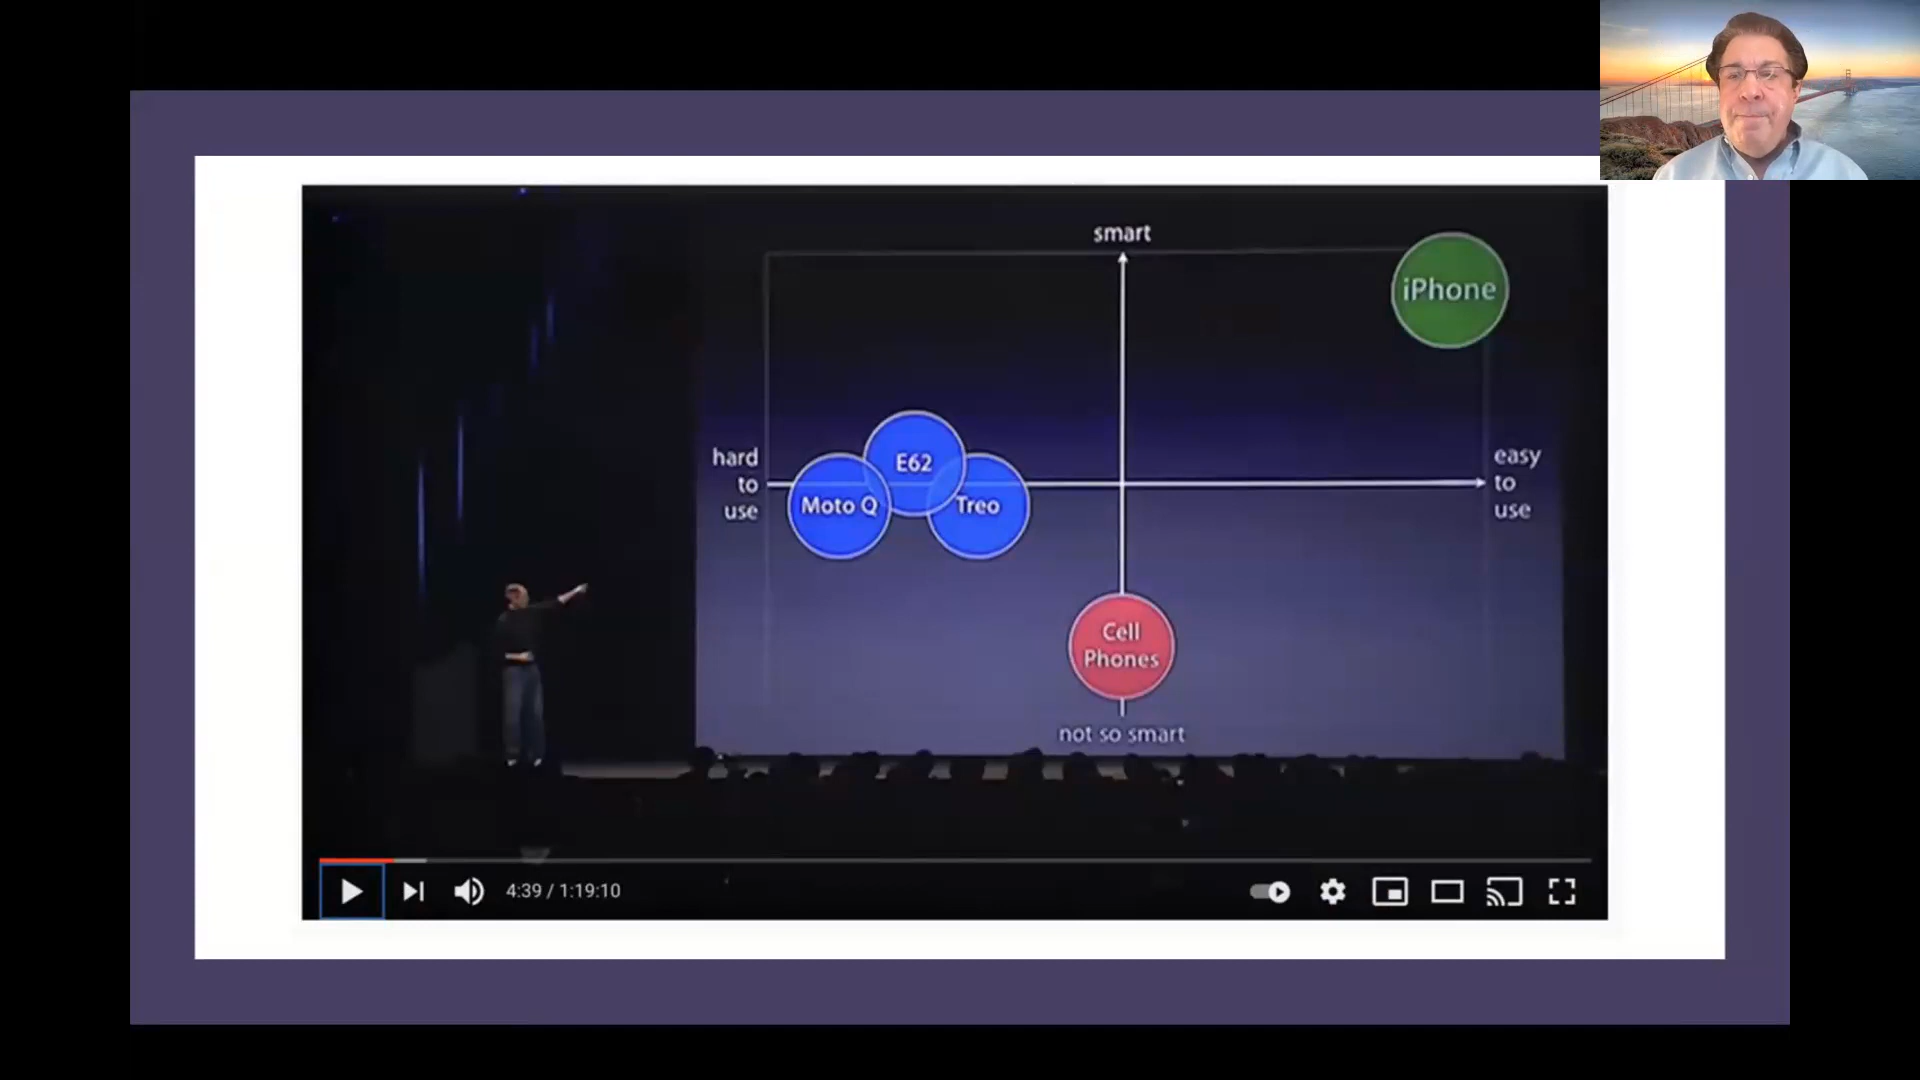 smart
iPhone
hard
to
use
E62
Moto Q
Treo
easy
to
use
Cell
Phones
not so smart
4:39 / 1:19:10